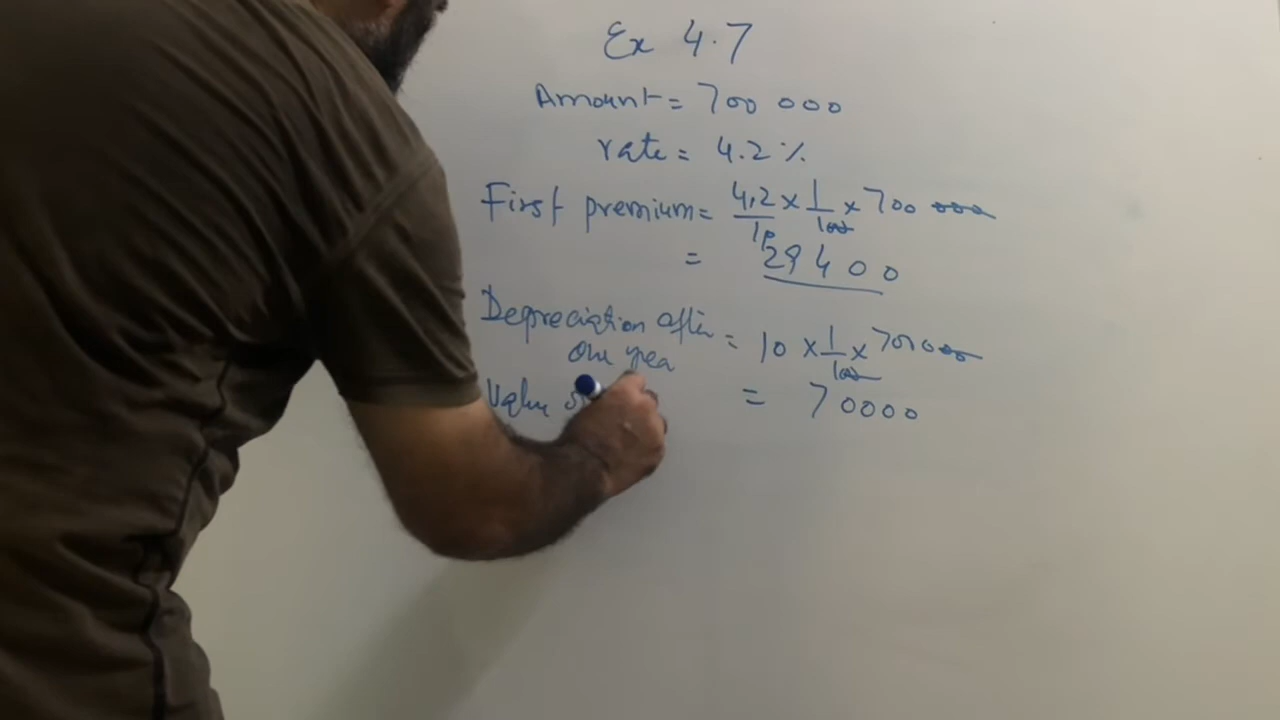 Ex 4.7
Amount = 700 000
rate = 4.2 %
First premium = 4.2/10 × 1/100 × 700 000
= 29400
Depreciation after one year = 10 × 1/100 × 700000
= 70000
Value